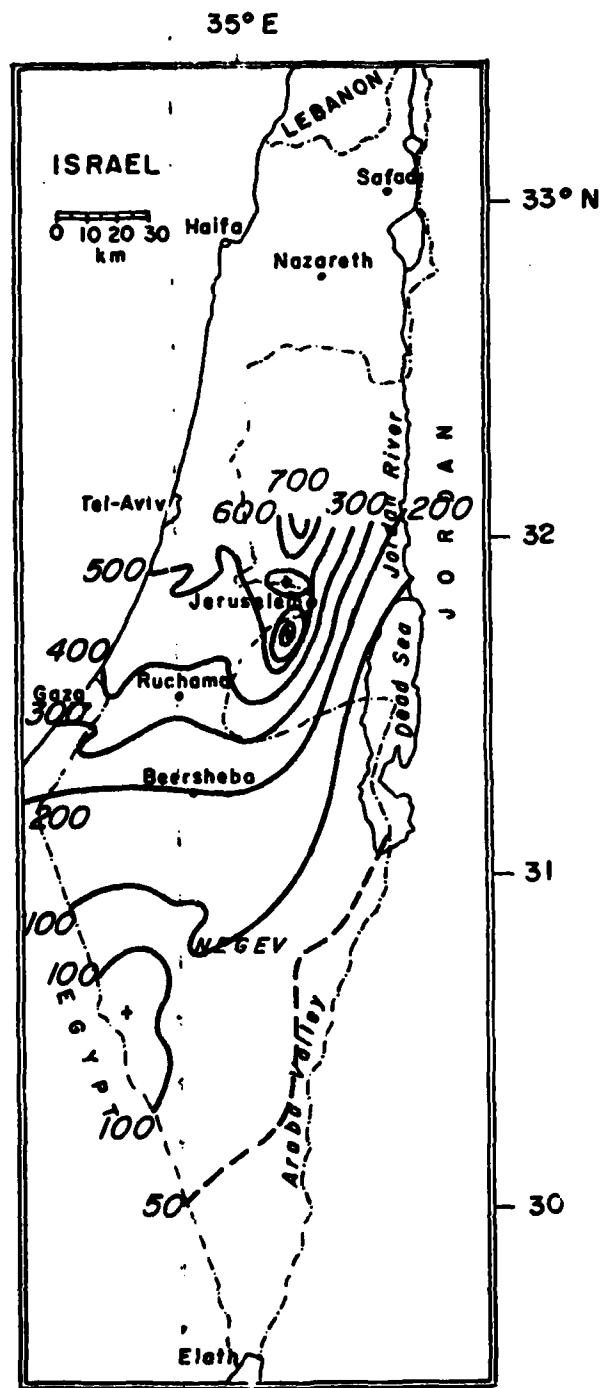 35° E
LEBANON
ISRAEL
Safad
33° N
0 10 20 30
km
Haifa
Nazareth
JORDAN
Jordan River
700
600
300
200
Tel-Aviv
32
500
Jerusalem
400
Dead Sea
Gaza
Ruchama
300
Beersheba
200
31
100
NEGEV
100
EGYPT
Araba Valley
100
50
30
Elath